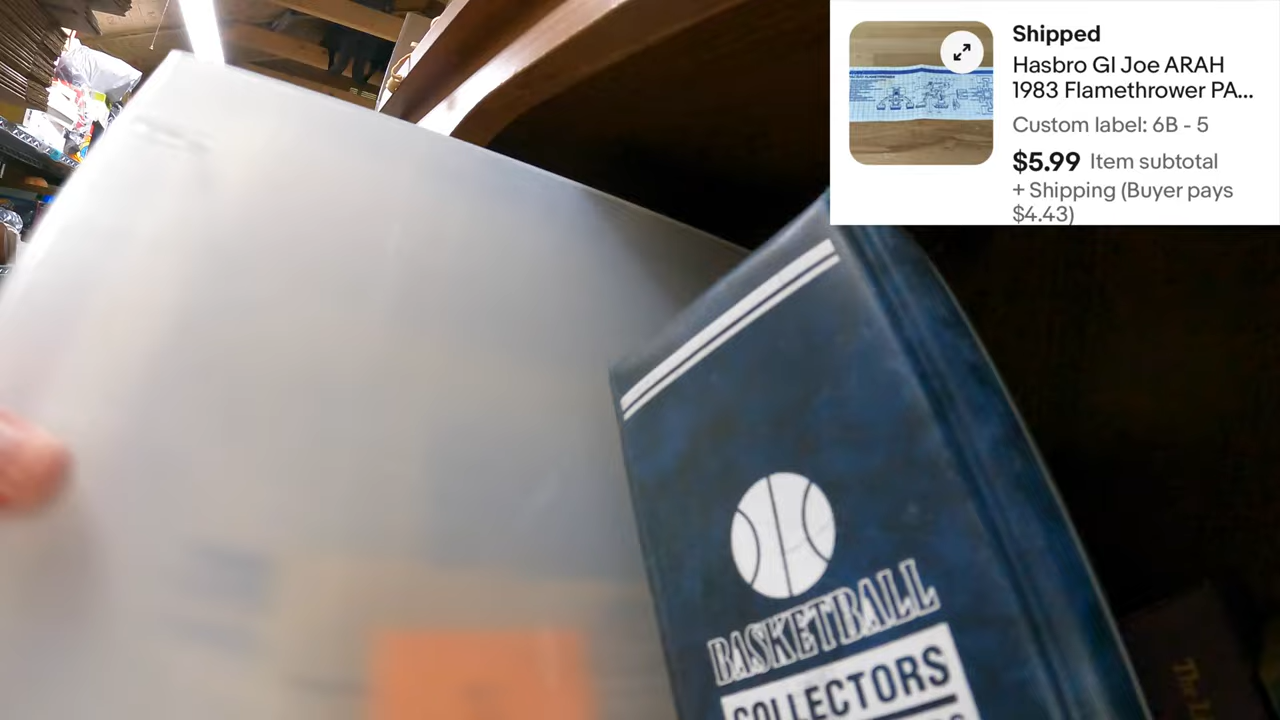 Shipped
Hasbro GI Joe ARAH
1983 Flamethrower PA...
Custom label: 6B - 5
$5.99 Item subtotal
+ Shipping (Buyer pays
$4.43)
BASKETBALL
COLLECTORS